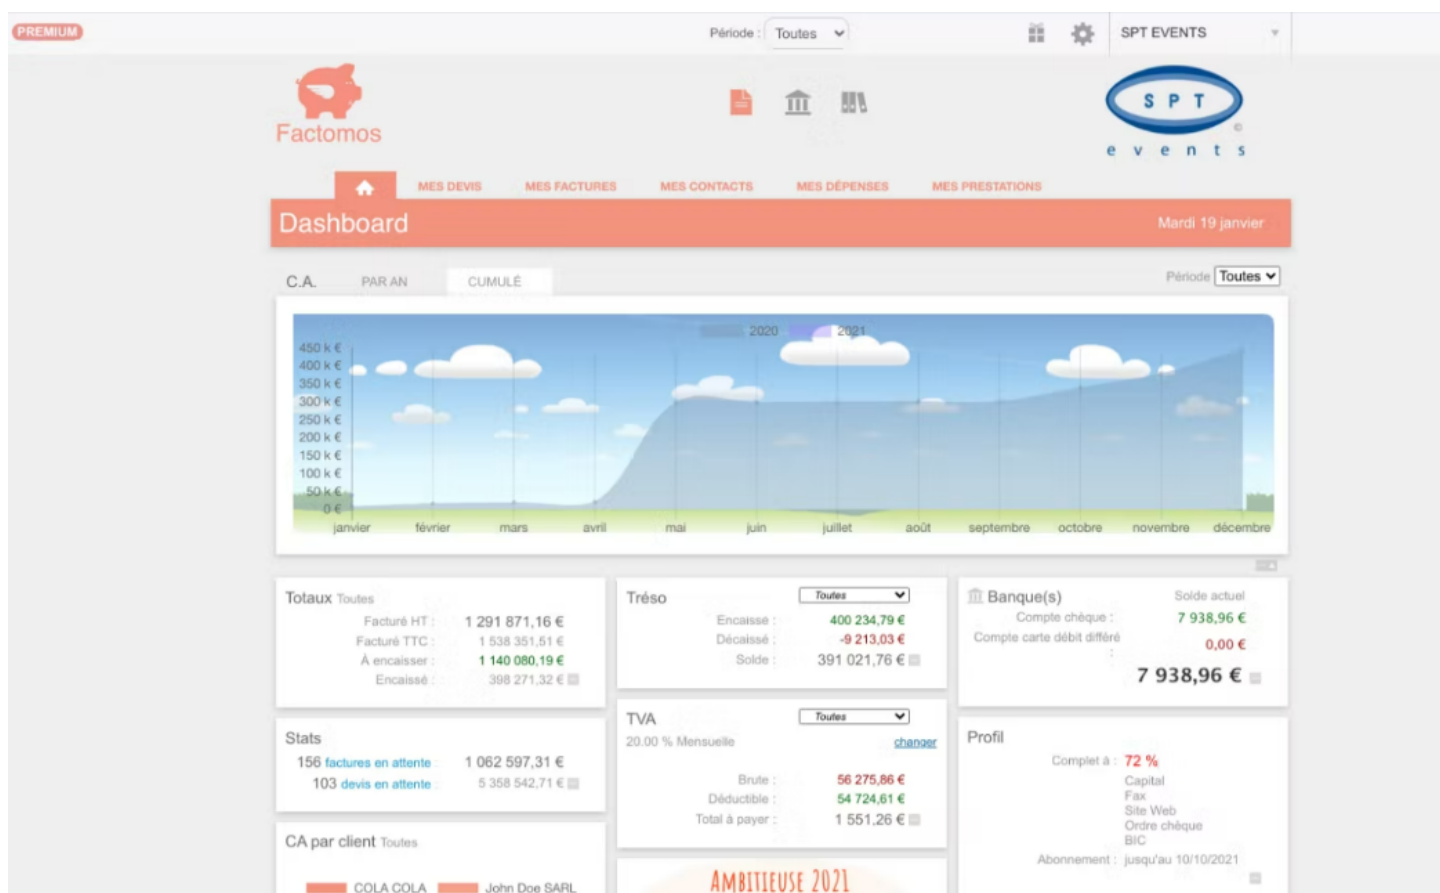 PREMIUM
Période : Toutes
SPT EVENTS
Factomos
SPT
©
events
MES DEVIS MES FACTURES MES CONTACTS MES DÉPENSES MES PRESTATIONS
Dashboard
Mardi 19 janvier
C.A. PAR AN CUMULÉ
Période Toutes
2020 2021
450 k €
400 k €
350 k €
300 k €
250 k €
200 k €
150 k €
100 k €
50 k €
0 €
janvier février mars avril mai juin juillet août septembre octobre novembre décembre
Totaux Toutes
Facturé HT : 1 291 871,16 €
Facturé TTC : 1 538 351,51 €
À encaisser : 1 140 080,19 €
Encaissé : 398 271,32 €
Stats
156 factures en attente : 1 062 597,31 €
103 devis en attente : 5 358 542,71 €
CA par client Toutes
COLA COLA John Doe SARL
Tréso Toutes
Encaissé : 400 234,79 €
Décaissé : -9 213,03 €
Solde : 391 021,76 €
TVA Toutes
20.00 % Mensuelle changer
Brute : 56 275,86 €
Déductible : 54 724,61 €
Total à payer : 1 551,26 €
AMBITIEUSE 2021
Banque(s) Solde actuel
Compte chèque : 7 938,96 €
Compte carte débit différé : 0,00 €
7 938,96 €
Profil
Complet à : 72 %
Capital
Fax
Site Web
Ordre chèque
BIC
Abonnement : jusqu'au 10/10/2021